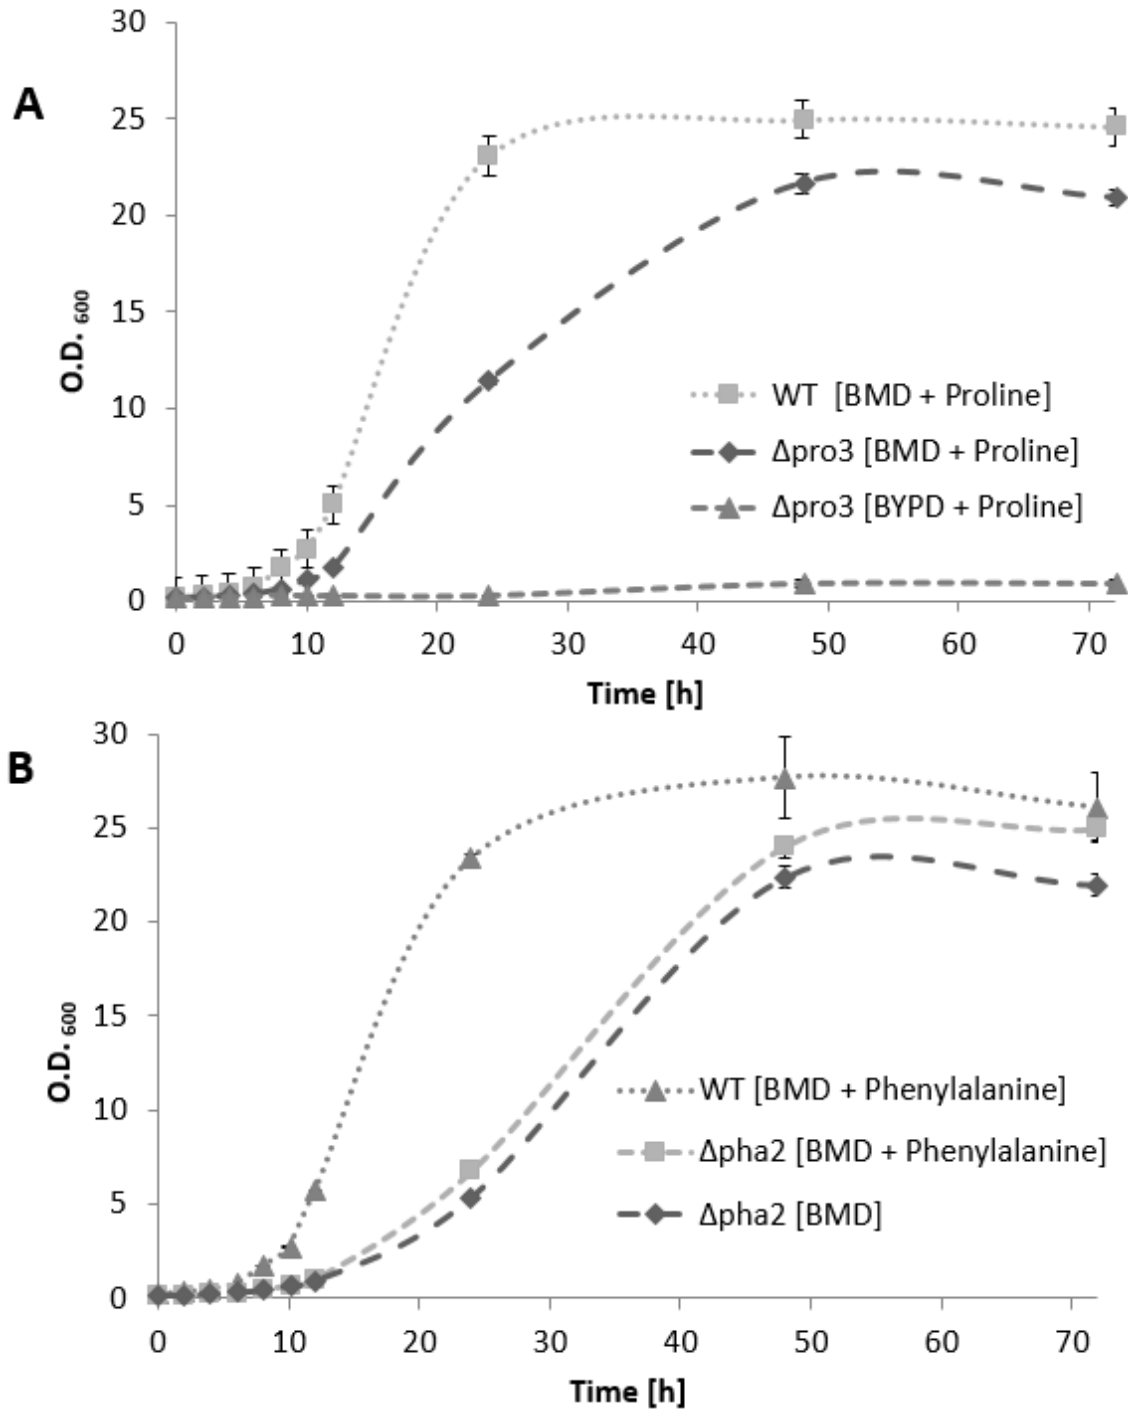 A
30
25
20
15
10
5
0
O.D. 600
WT [BMD + Proline]
Δpro3 [BMD + Proline]
Δpro3 [BYPD + Proline]
0 10 20 30 40 50 60 70
Time [h]
B
30
25
20
15
10
5
0
O.D. 600
WT [BMD + Phenylalanine]
Δpha2 [BMD + Phenylalanine]
Δpha2 [BMD]
0 10 20 30 40 50 60 70
Time [h]